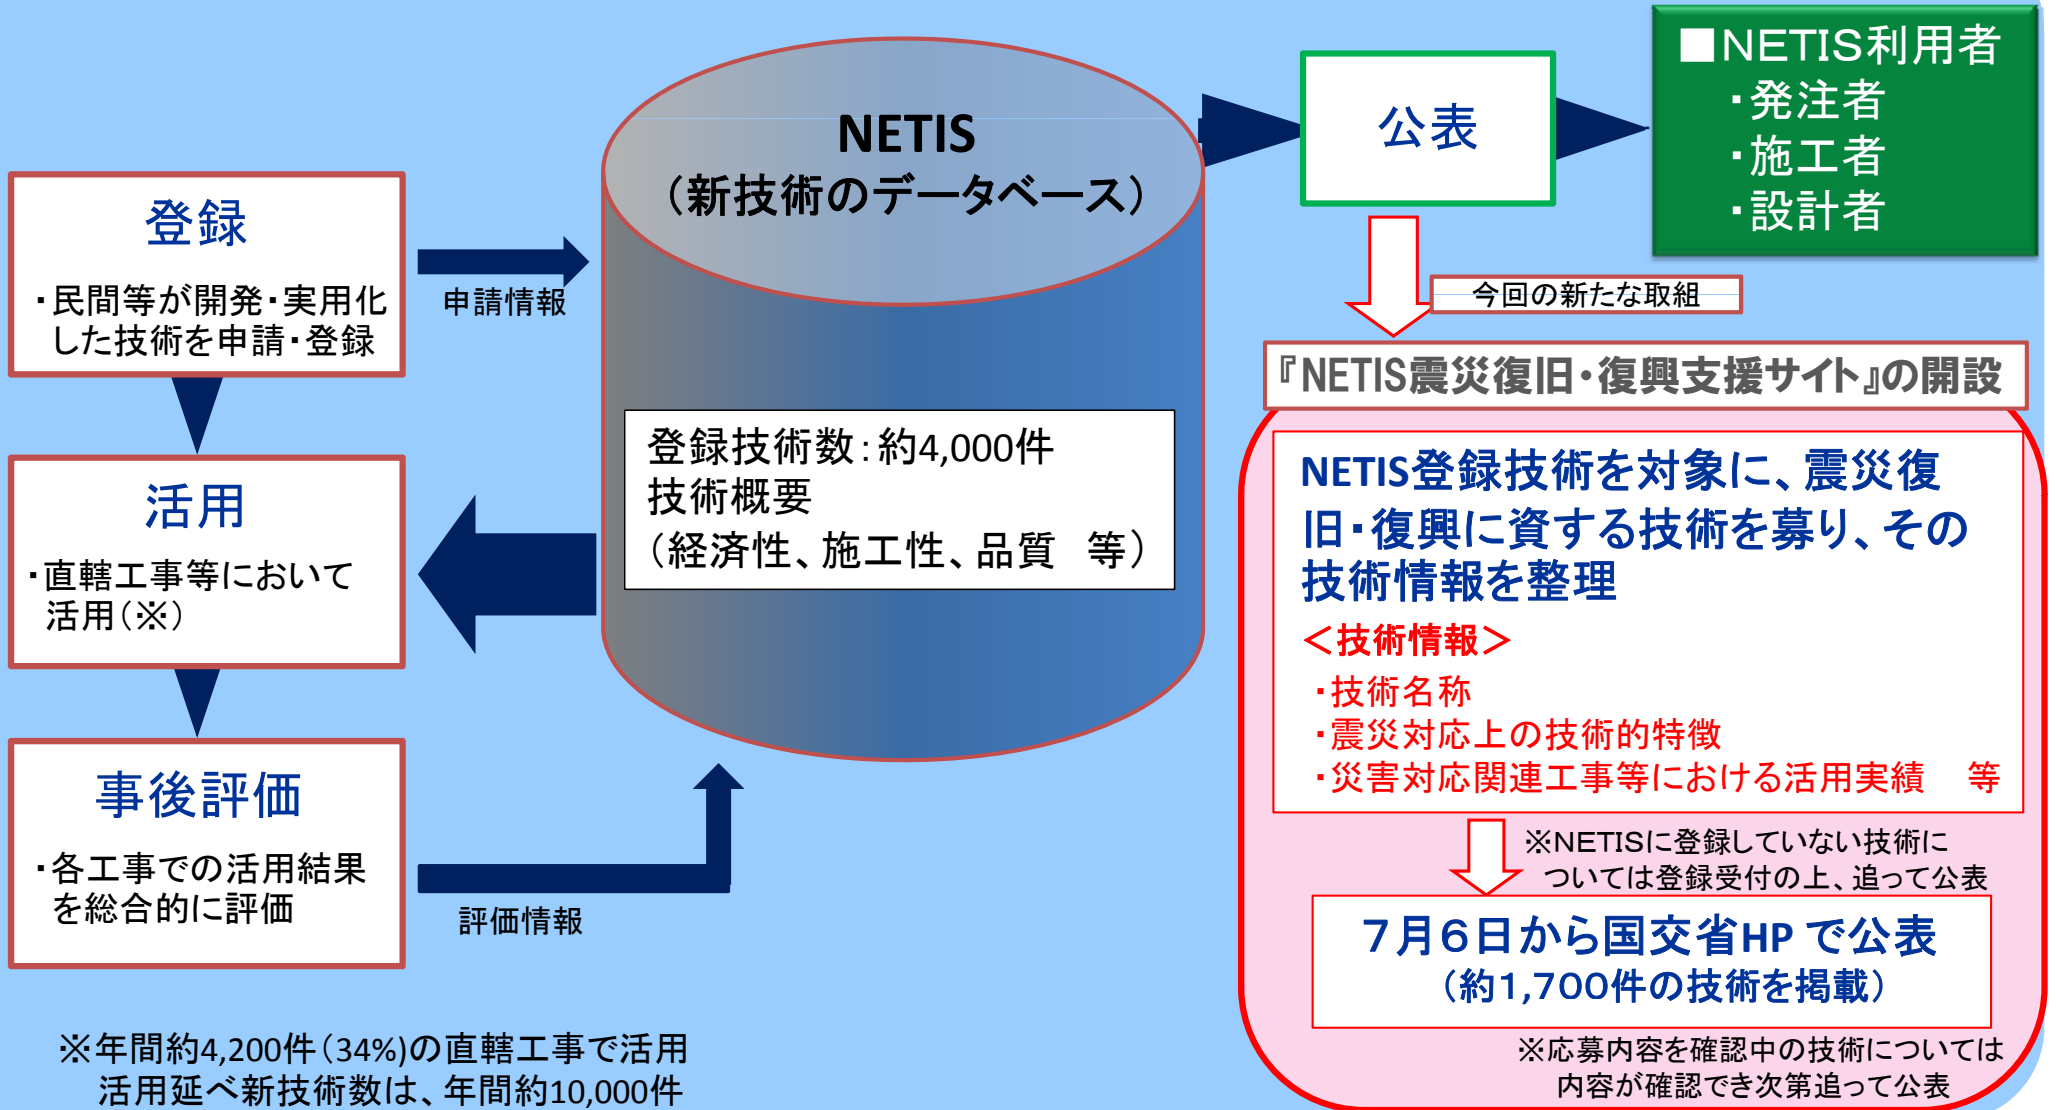 登録
・民間等が開発・実用化
した技術を申請・登録
申請情報
活用
・直轄工事等において
活用（※）
事後評価
・各工事での活用結果
を総合的に評価
評価情報
※年間約4,200件（34%)の直轄工事で活用
活用延べ新技術数は、年間約10,000件
NETIS
（新技術のデータベース）
登録技術数：約4,000件
技術概要
（経済性、施工性、品質　等）
公表
■NETIS利用者
・発注者
・施工者
・設計者
今回の新たな取組
『NETIS震災復旧・復興支援サイト』の開設
NETIS登録技術を対象に、震災復
旧・復興に資する技術を募り、その
技術情報を整理
＜技術情報＞
・技術名称
・震災対応上の技術的特徴
・災害対応関連工事等における活用実績　等
※NETISに登録していない技術に
ついては登録受付の上、追って公表
７月６日から国交省HP で公表
（約1,700件の技術を掲載）
※応募内容を確認中の技術については
内容が確認でき次第追って公表